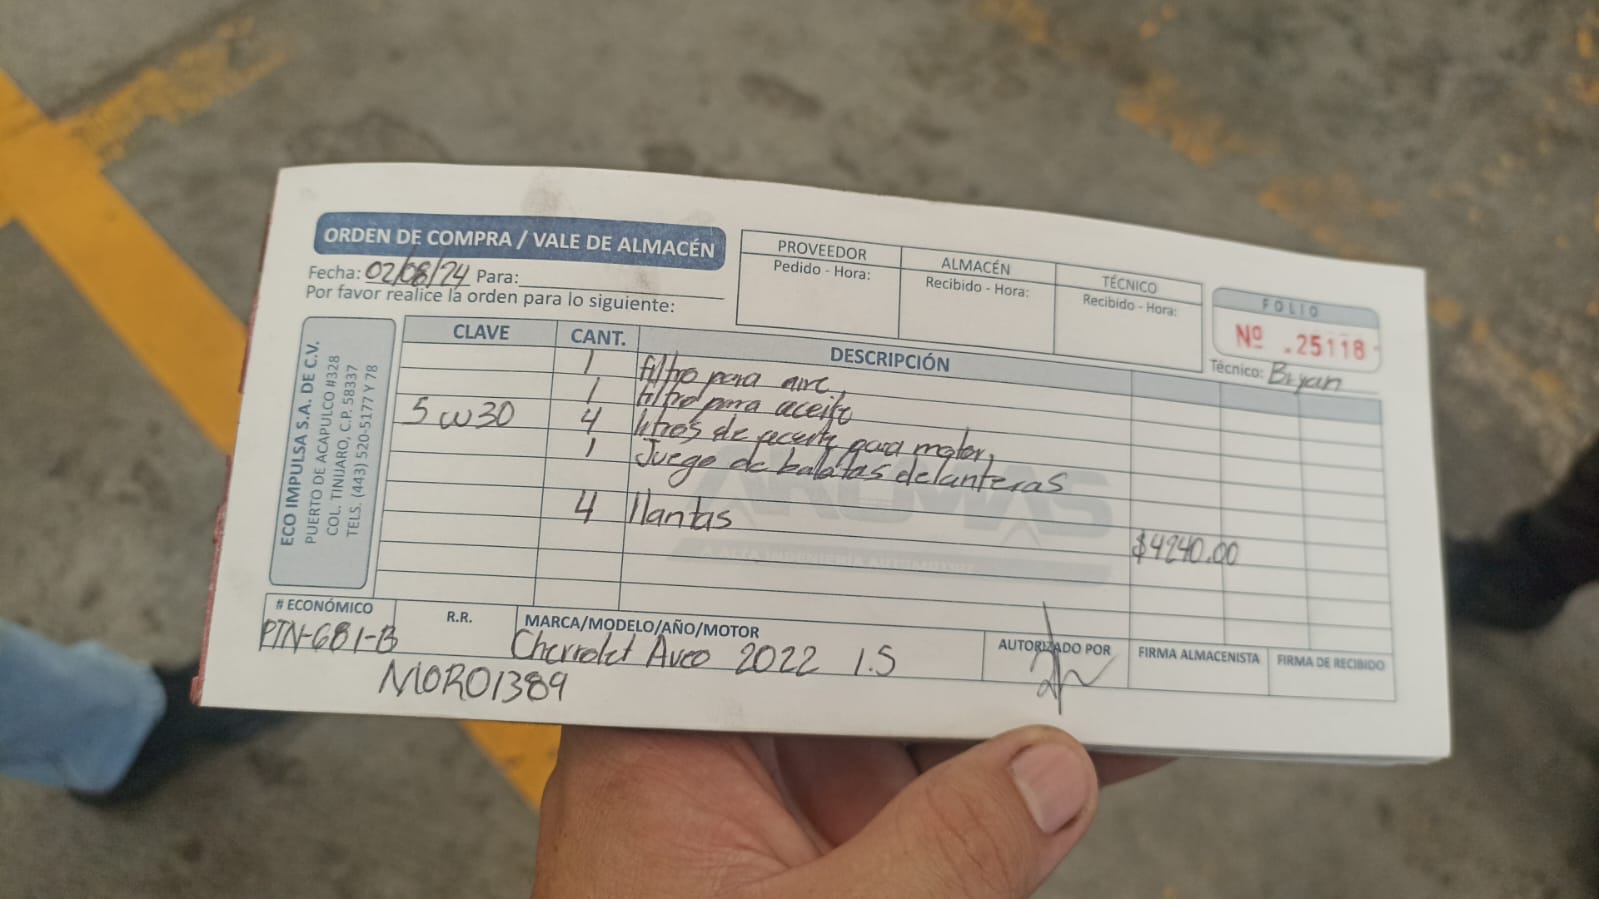 ORDEN DE COMPRA / VALE DE ALMACÉN
Fecha: 02/08/24 Para:
Por favor realice la orden para lo siguiente:
PROVEEDOR
Pedido - Hora:
ALMACÉN
Recibido - Hora:
TÉCNICO
Recibido - Hora:
FOLIO
Nº .25118
Técnico: Bryan
ECO IMPULSA S.A. DE C.V.
PUERTO DE ACAPULCO #328
COL. TINIJARO, C.P. 58337
TELS. (443) 520-5177 Y 78
CLAVE CANT. DESCRIPCIÓN
1 filtro para aire
1 filtro para aceite
5w30 4 litros de aceite para motor,
1 Juego de balatas delanteras
4 llantas
$4240.00
AROMAS
A ALTA INGENIERÍA AUTOMOTRIZ
# ECONÓMICO
PTN-681-B
R.R.
MARCA/MODELO/AÑO/MOTOR
Chevrolet Aveo 2022 1.5
AUTORIZADO POR
FIRMA ALMACENISTA
FIRMA DE RECIBIDO
MORO1389